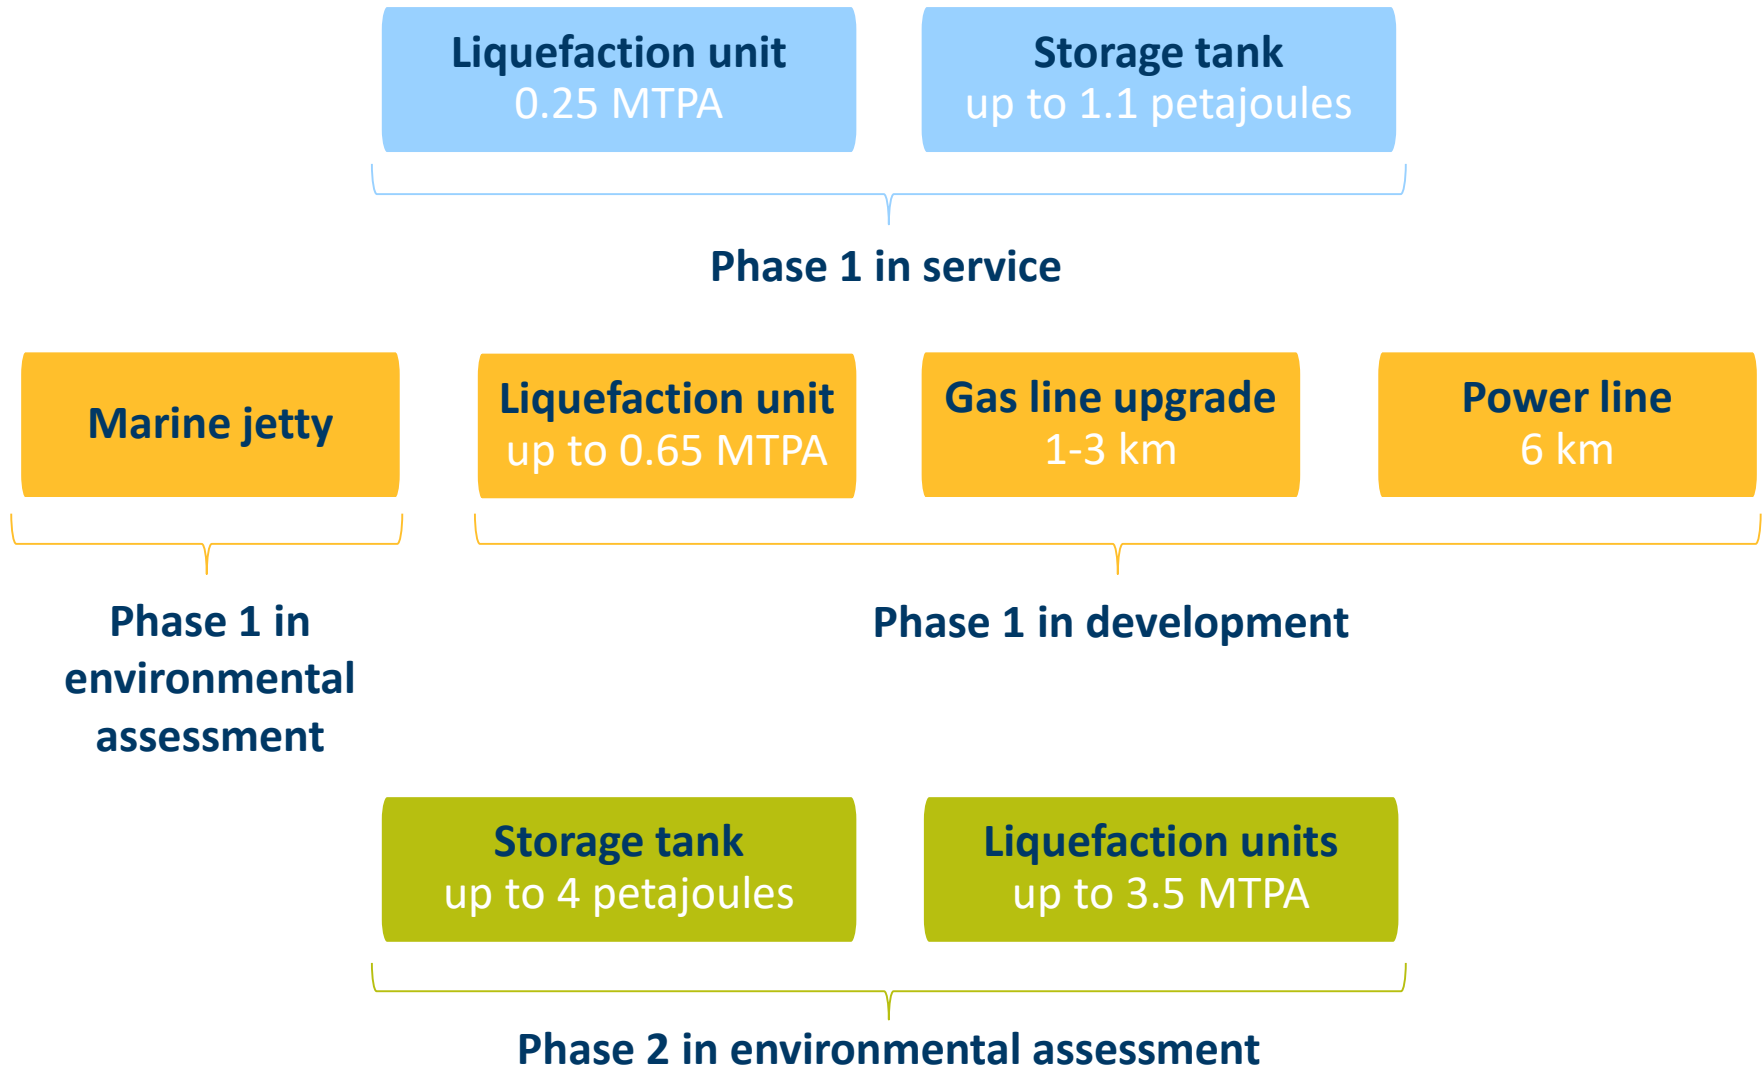 Liquefaction unit
0.25 MTPA
Storage tank
up to 1.1 petajoules
Phase 1 in service
Marine jetty
Liquefaction unit
up to 0.65 MTPA
Gas line upgrade
1-3 km
Power line
6 km
Phase 1 in
environmental
assessment
Phase 1 in development
Storage tank
up to 4 petajoules
Liquefaction units
up to 3.5 MTPA
Phase 2 in environmental assessment